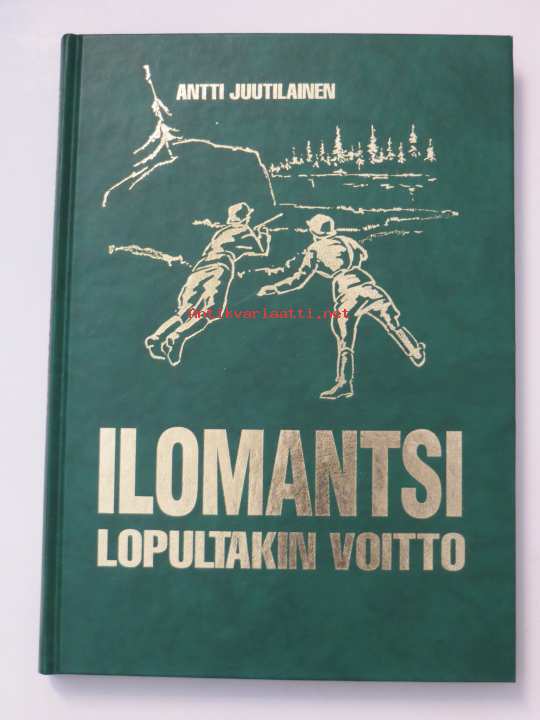 ANTTI JUUTILAINEN
Antikvariaatti.net
ILOMANTSI
LOPULTAKIN VOITTO